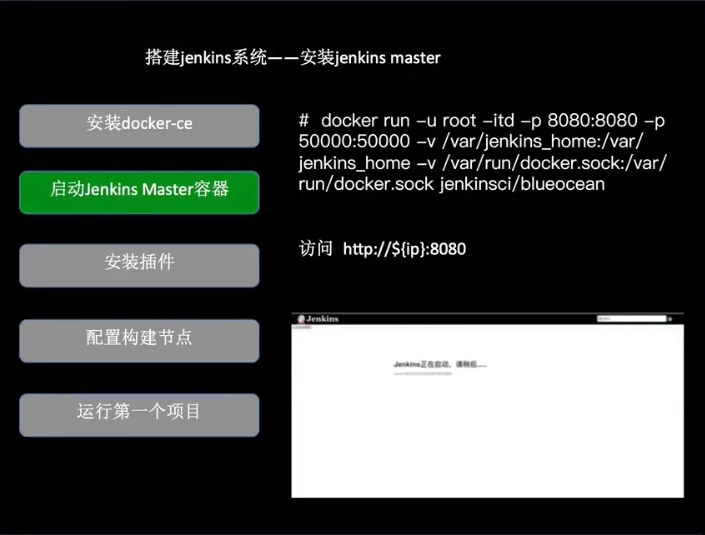 搭建jenkins系统——安装jenkins master
安装docker-ce
启动Jenkins Master容器
安装插件
配置构建节点
运行第一个项目
# docker run -u root -itd -p 8080:8080 -p
50000:50000 -v /var/jenkins_home:/var/
jenkins_home -v /var/run/docker.sock:/var/
run/docker.sock jenkinsci/blueocean
访问 http://${ip}:8080
Jenkins
Jenkins正在启动，请稍后.....